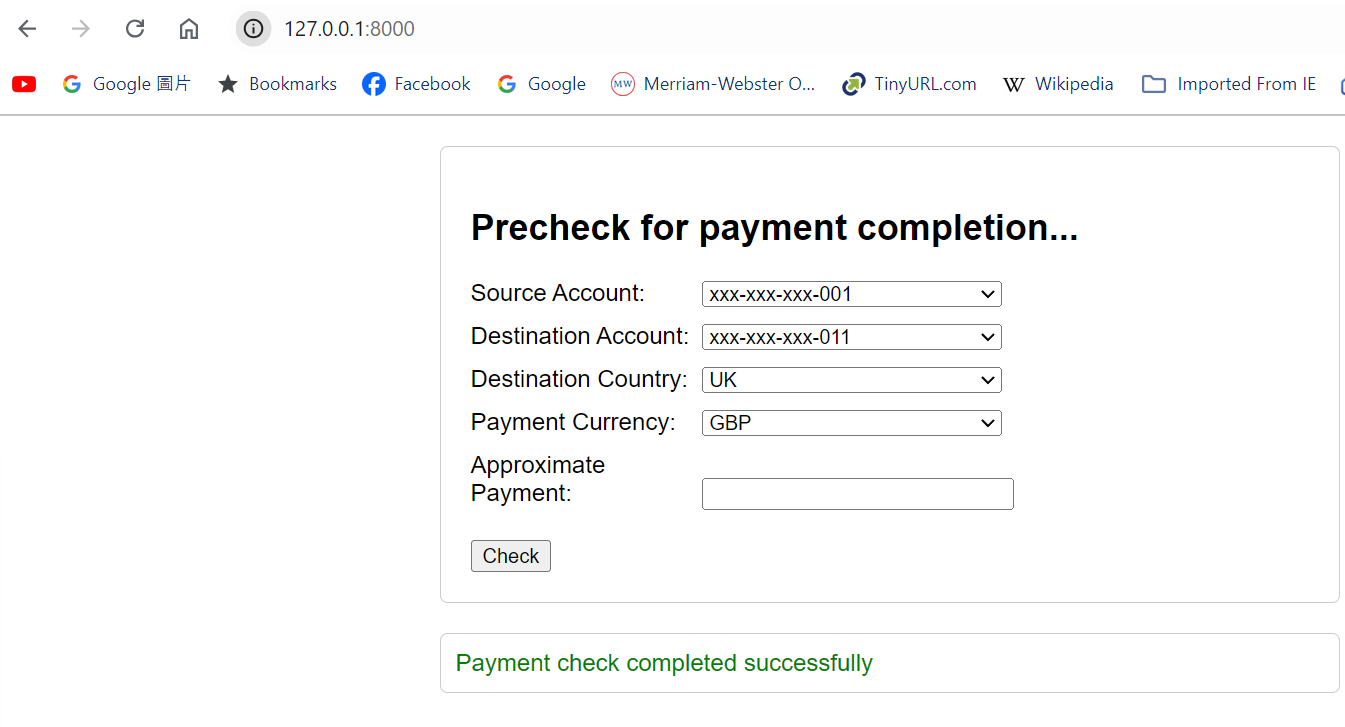 127.0.0.1:8000
Google 圖片 Bookmarks Facebook Google MW Merriam-Webster O... TinyURL.com W Wikipedia Imported From IE
Precheck for payment completion...
Source Account: xxx-xxx-xxx-001
Destination Account: xxx-xxx-xxx-011
Destination Country: UK
Payment Currency: GBP
Approximate
Payment:
Check
Payment check completed successfully